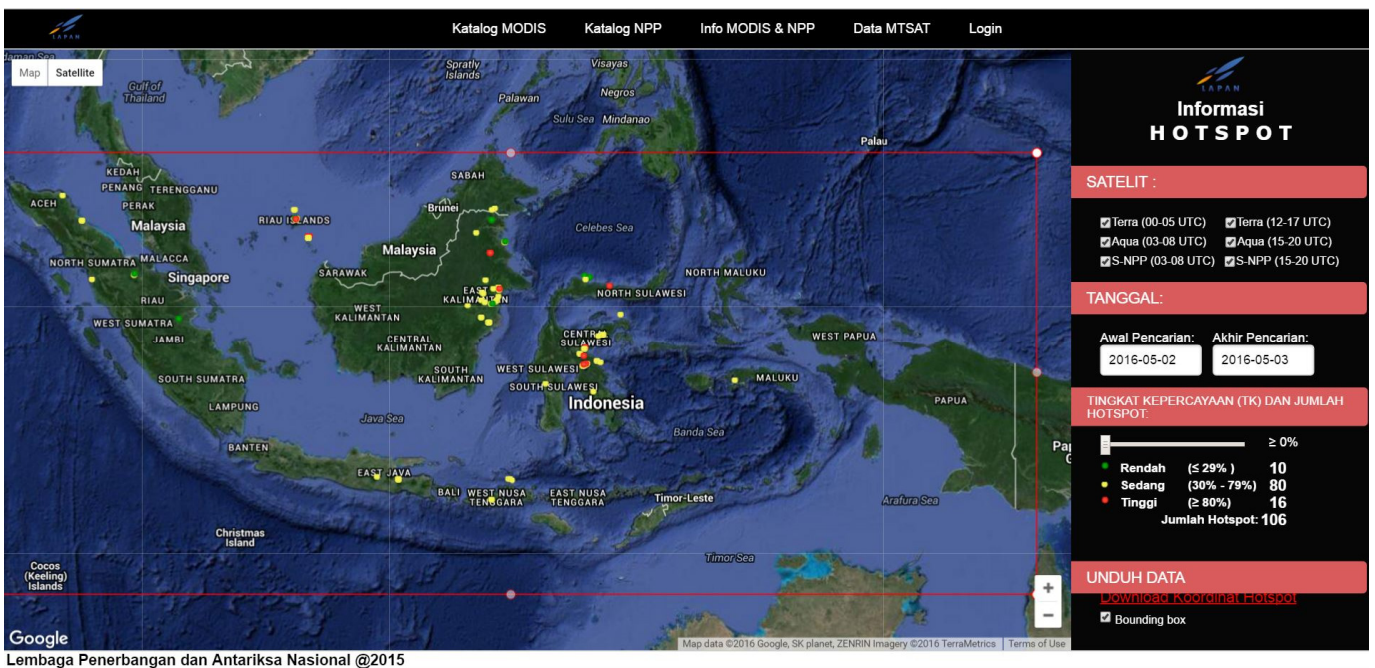 LAPAN
Katalog MODIS Katalog NPP Info MODIS & NPP Data MTSAT Login
Map Satellite
Gulf of
Thailand
Spratly
Islands
Palawan
Visayas
Negros
Sulu Sea Mindanao
Palau
KEDAH
PENANG TERENGGANU
ACEH
PERAK
Malaysia
RIAU ISLANDS
SABAH
Brunei
Celebes Sea
Malaysia
NORTH SUMATRA MALACCA
Singapore
SARAWAK
NORTH MALUKU
RIAU
EAST
KALIMANTAN
NORTH SULAWESI
WEST
KALIMANTAN
WEST SUMATRA
JAMBI
CENTRAL
KALIMANTAN
CENTRAL
SULAWESI
WEST PAPUA
SOUTH SUMATRA
SOUTH
KALIMANTAN
WEST SULAWESI
SOUTH SULAWESI
MALUKU
LAMPUNG
Indonesia
PAPUA
Java Sea
Banda Sea
BANTEN
EAST JAVA
BALI
WEST NUSA
TENGGARA
EAST NUSA
TENGGARA
Timor-Leste
Arafura Sea
Christmas
Island
Timor Sea
Cocos
(Keeling)
Islands
+
−
Google
Map data ©2016 Google, SK planet, ZENRIN Imagery ©2016 TerraMetrics Terms of Use
LAPAN
Informasi
HOTSPOT
SATELIT :
Terra (00-05 UTC) Terra (12-17 UTC)
Aqua (03-08 UTC) Aqua (15-20 UTC)
S-NPP (03-08 UTC) S-NPP (15-20 UTC)
TANGGAL:
Awal Pencarian: Akhir Pencarian:
2016-05-02 2016-05-03
TINGKAT KEPERCAYAAN (TK) DAN JUMLAH
HOTSPOT:
≥ 0%
Rendah (≤ 29% ) 10
Sedang (30% - 79%) 80
Tinggi (≥ 80%) 16
Jumlah Hotspot: 106
UNDUH DATA
Download Koordinat Hotspot
Bounding box
Lembaga Penerbangan dan Antariksa Nasional @2015